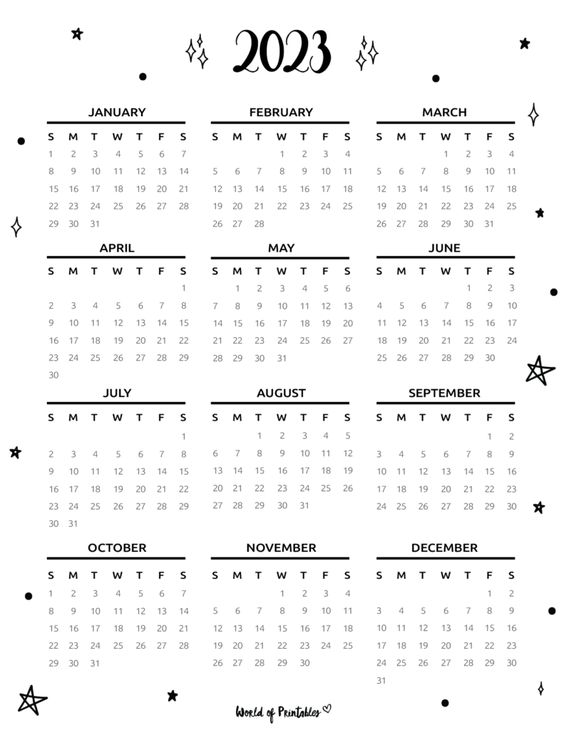 2023
JANUARY FEBRUARY MARCH
S M T W T F S S M T W T F S S M T W T F S
1 2 3 4 5 6 7 1 2 3 4 1 2 3 4
8 9 10 11 12 13 14 5 6 7 8 9 10 11 5 6 7 8 9 10 11
15 16 17 18 19 20 21 12 13 14 15 16 17 18 12 13 14 15 16 17 18
22 23 24 25 26 27 28 19 20 21 22 23 24 25 19 20 21 22 23 24 25
29 30 31 26 27 28 26 27 28 29 30 31
APRIL MAY JUNE
S M T W T F S S M T W T F S S M T W T F S
1 1 2 3 4 5 6 1 2 3
2 3 4 5 6 7 8 7 8 9 10 11 12 13 4 5 6 7 8 9 10
9 10 11 12 13 14 15 14 15 16 17 18 19 20 11 12 13 14 15 16 17
16 17 18 19 20 21 22 21 22 23 24 25 26 27 18 19 20 21 22 23 24
23 24 25 26 27 28 29 28 29 30 31 25 26 27 28 29 30
30
JULY AUGUST SEPTEMBER
S M T W T F S S M T W T F S S M T W T F S
1 1 2 3 4 5 1 2
2 3 4 5 6 7 8 6 7 8 9 10 11 12 3 4 5 6 7 8 9
9 10 11 12 13 14 15 13 14 15 16 17 18 19 10 11 12 13 14 15 16
16 17 18 19 20 21 22 20 21 22 23 24 25 26 17 18 19 20 21 22 23
23 24 25 26 27 28 29 27 28 29 30 31 24 25 26 27 28 29 30
30 31
OCTOBER NOVEMBER DECEMBER
S M T W T F S S M T W T F S S M T W T F S
1 2 3 4 5 6 7 1 2 3 4 1 2
8 9 10 11 12 13 14 5 6 7 8 9 10 11 3 4 5 6 7 8 9
15 16 17 18 19 20 21 12 13 14 15 16 17 18 10 11 12 13 14 15 16
22 23 24 25 26 27 28 19 20 21 22 23 24 25 17 18 19 20 21 22 23
29 30 31 26 27 28 29 30 24 25 26 27 28 29 30
31
World of Printables